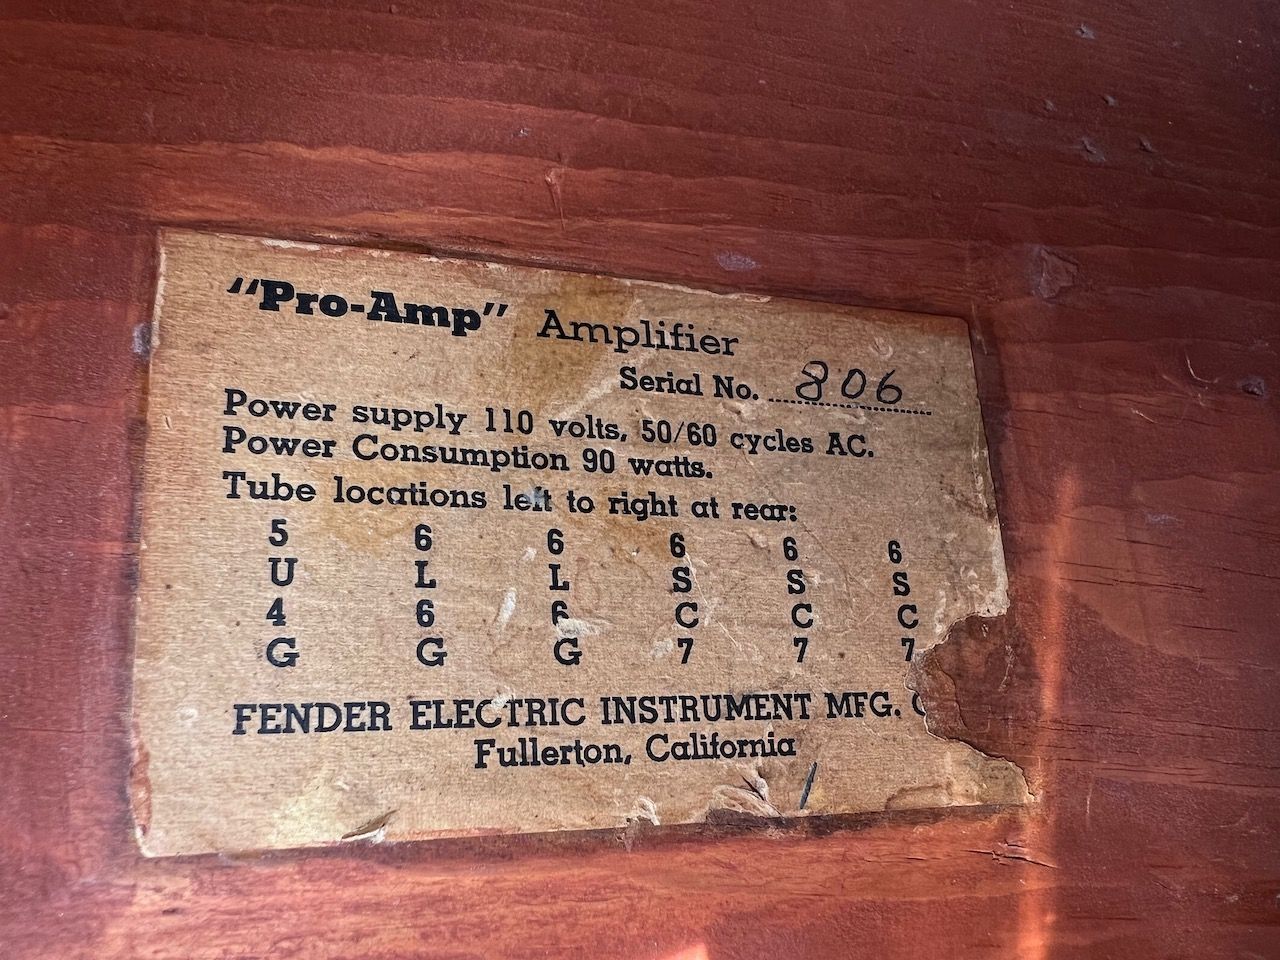 "Pro-Amp" Amplifier
Serial No. 806
Power supply 110 volts, 50/60 cycles AC.
Power Consumption 90 watts.
Tube locations left to right at rear:
5 6 6 6 6 6
U L L S S S
4 6 6 C C C
G G G 7 7 7
FENDER ELECTRIC INSTRUMENT MFG.
Fullerton, California